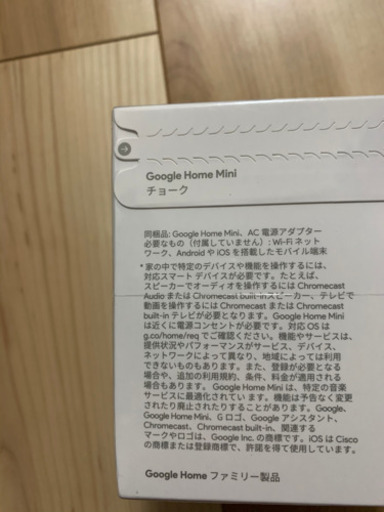 Google Home Mini
チョーク
同梱品: Google Home Mini、AC 電源アダプター
必要なもの（付属していません）: Wi-Fi ネット
ワーク、Android や iOS を搭載したモバイル端末
* 家の中で特定のデバイスや機能を操作するには、
対応スマート デバイスが必要です。たとえば、
スピーカーでオーディオを操作するには Chromecast
Audio または Chromecast built-in スピーカー、テレビで
動画を操作するには Chromecast または Chromecast
built-in テレビが必要となります。Google Home Mini
は近くに電源コンセントが必要です。対応 OS は
g.co/home/req でご確認ください。機能やサービスは、
提供状況やパフォーマンスがサービス、デバイス、
ネットワークによって異なり、地域によっては利用
できないものもあります。また、登録が必要となる
場合や、追加の利用規約、条件、料金が適用される
場合もあります。Google Home Mini は、特定の音楽
サービスに最適化されています。機能は予告なく変更
されたり廃止されたりすることがあります。Google、
Google Home Mini、G ロゴ、Google アシスタント、
Chromecast、Chromecast built-in、関連する
マークやロゴは、Google Inc. の商標です。iOS は Cisco
の商標または登録商標で、許諾を得て使用しています。
Google Home ファミリー製品